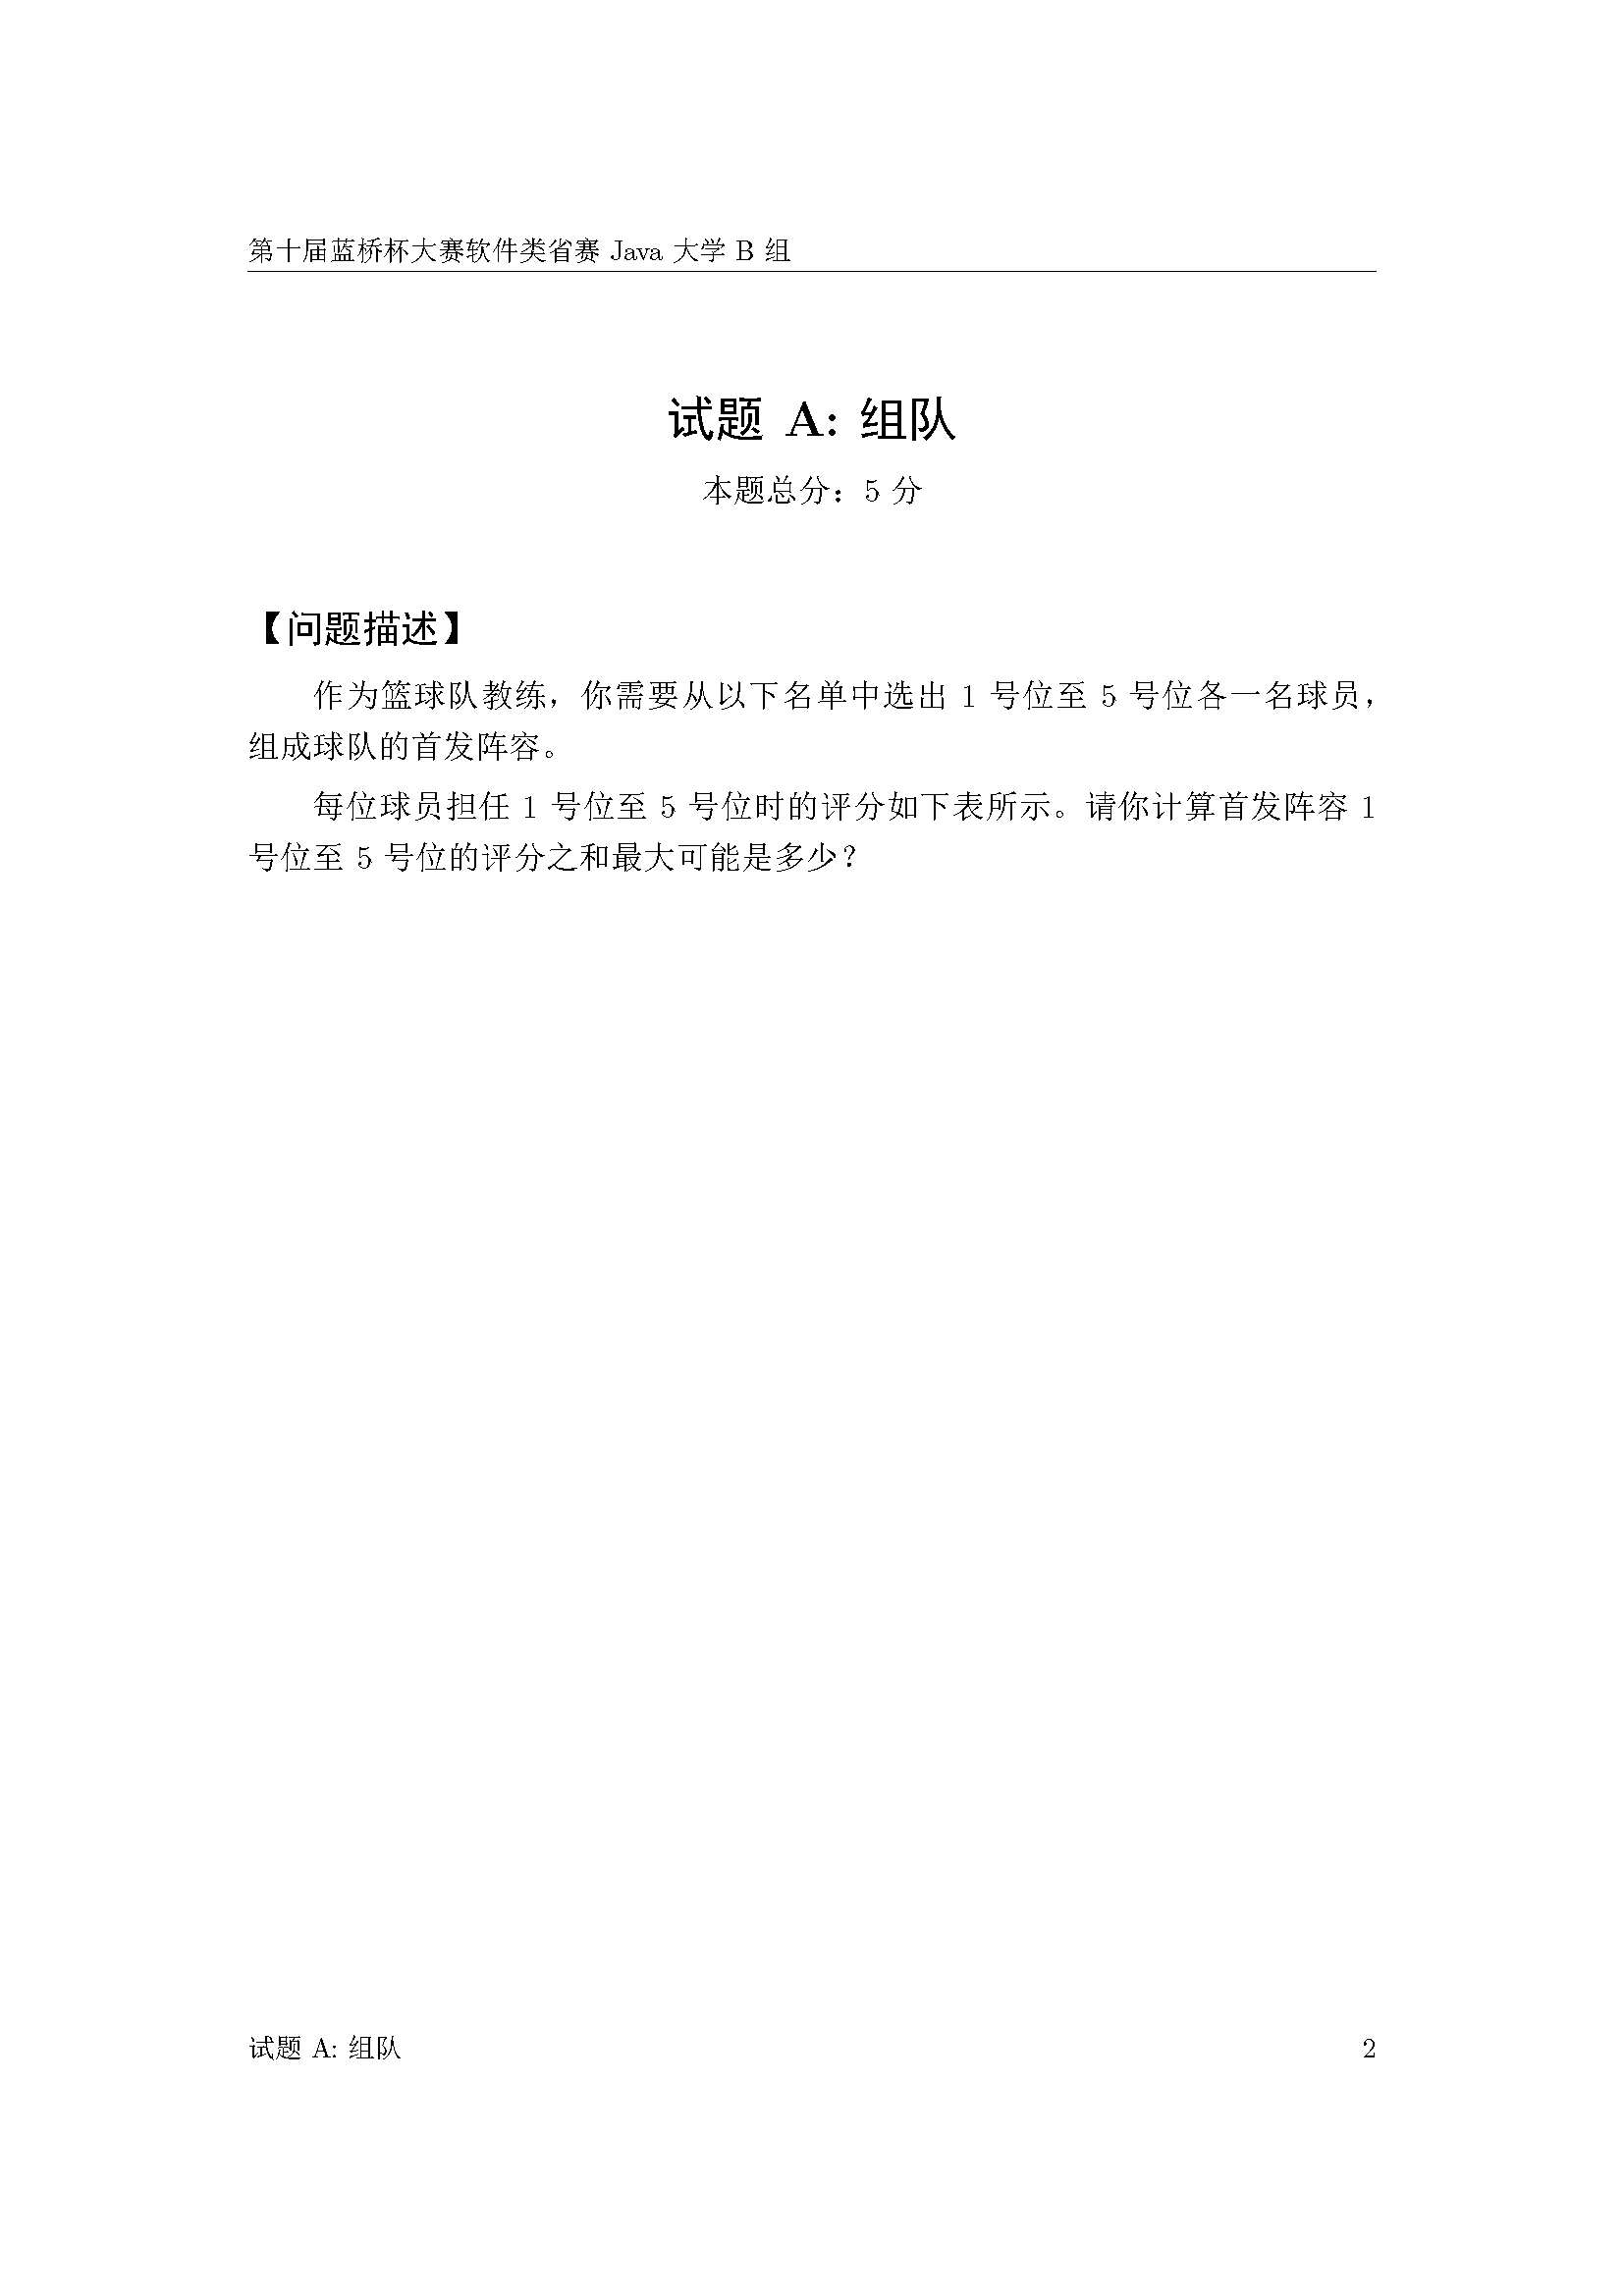 第十届蓝桥杯大赛软件类省赛 Java 大学 B 组
试题 A: 组队
本题总分：5 分
【问题描述】
作为篮球队教练，你需要从以下名单中选出 1 号位至 5 号位各一名球员，
组成球队的首发阵容。
每位球员担任 1 号位至 5 号位时的评分如下表所示。请你计算首发阵容 1
号位至 5 号位的评分之和最大可能是多少？
试题 A: 组队 2